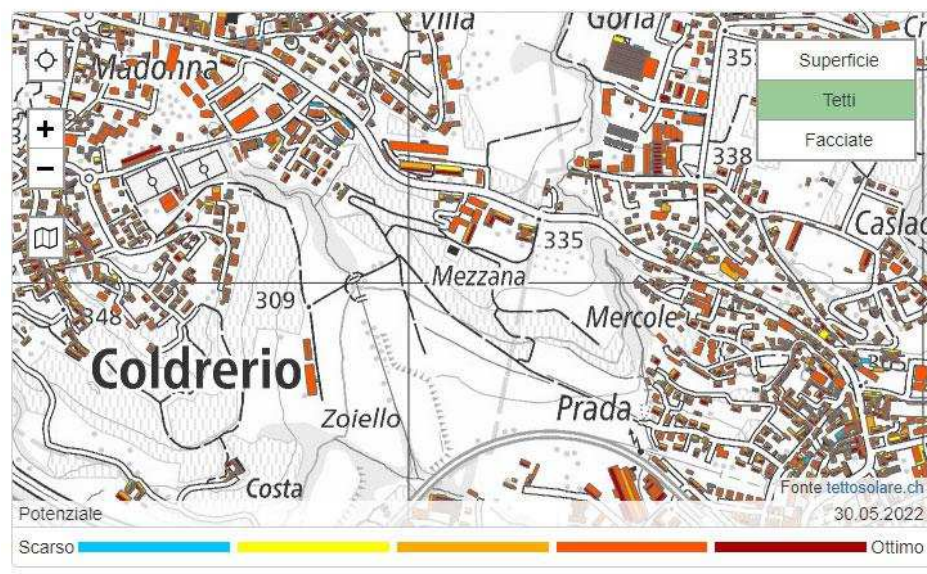 Villa
Goria
Madonna
Superficie
Tetti
Facciate
+
−
338
Caslac
335
Mezzana
309
Mercole
348
Coldrerio
Prada
Zoiello
Costa
Fonte tettosolare.ch
Potenziale
30.05.2022
Scarso
Ottimo